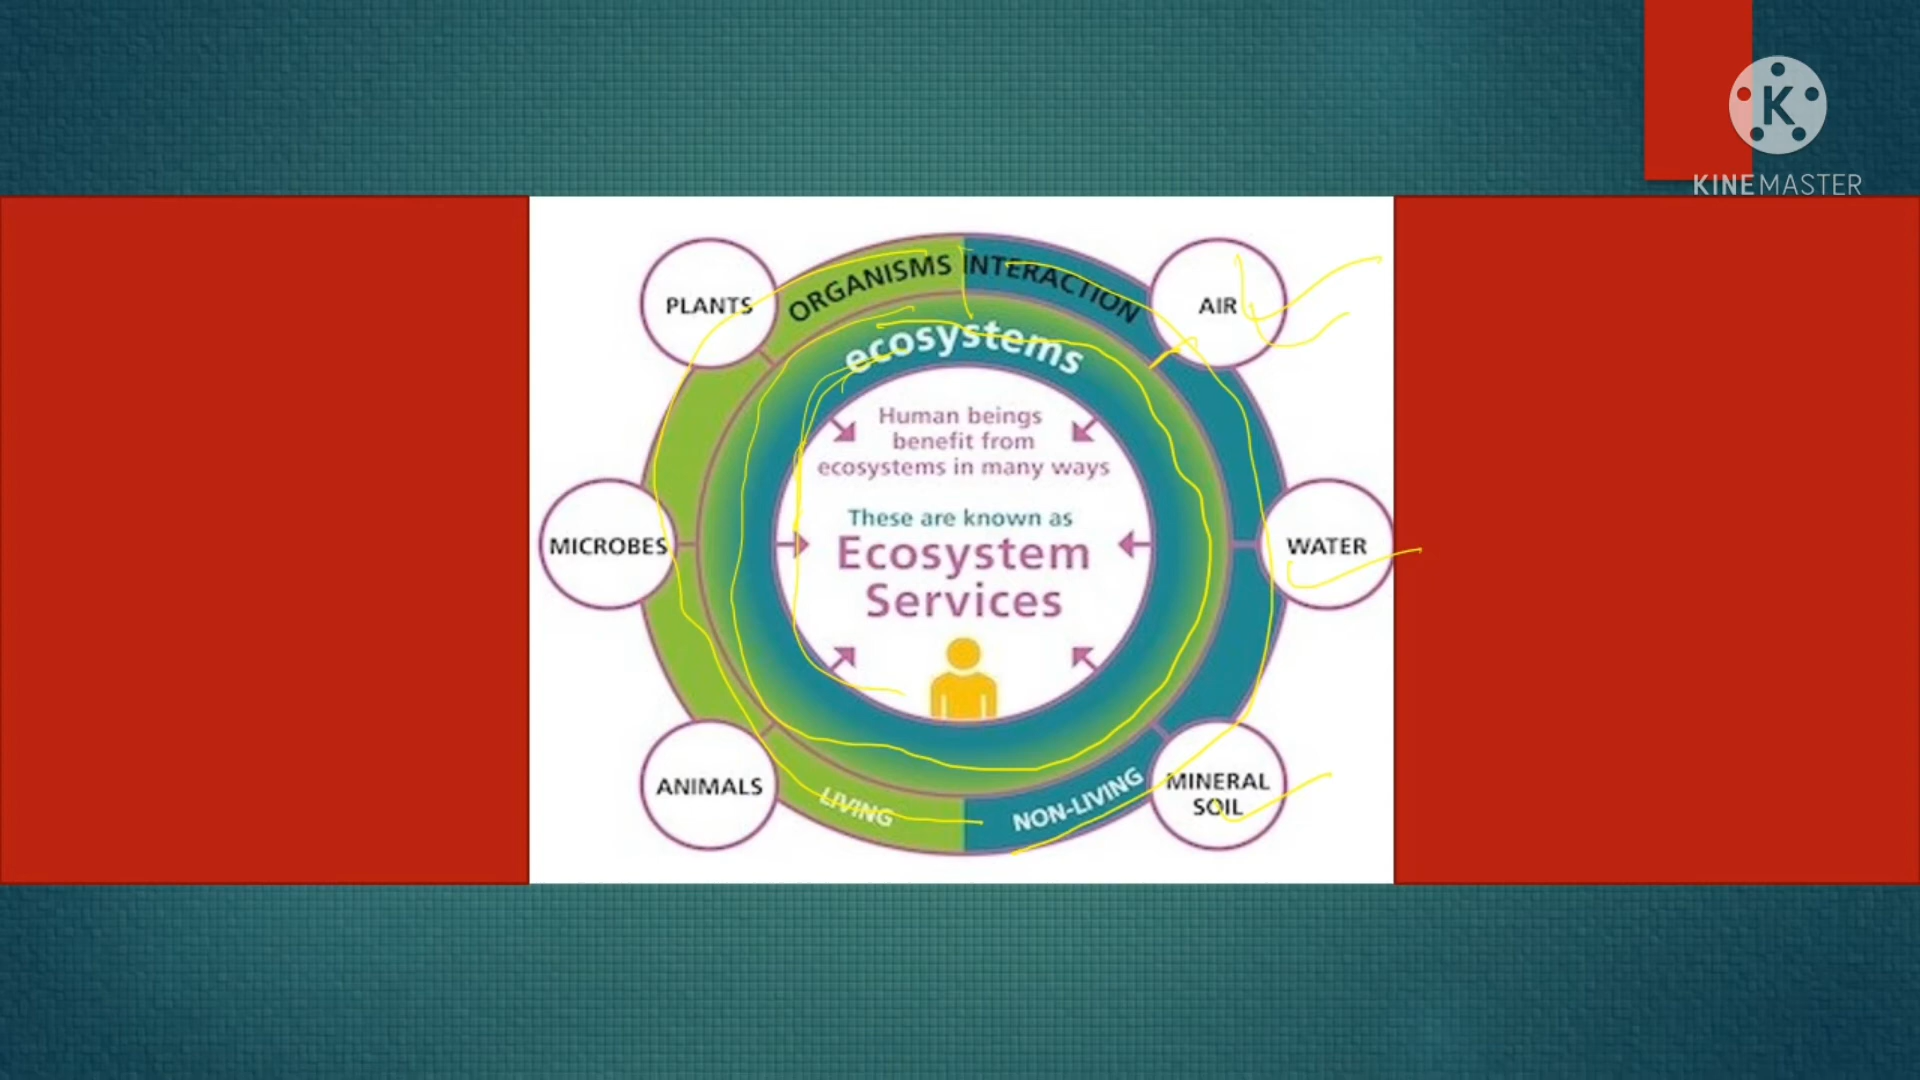 KINEMASTER
ORGANISMS INTERACTION
PLANTS
AIR
ecosystems
Human beings
benefit from
ecosystems in many ways
These are known as
Ecosystem
Services
MICROBES
WATER
ANIMALS
MINERAL
SOIL
LIVING
NON-LIVING